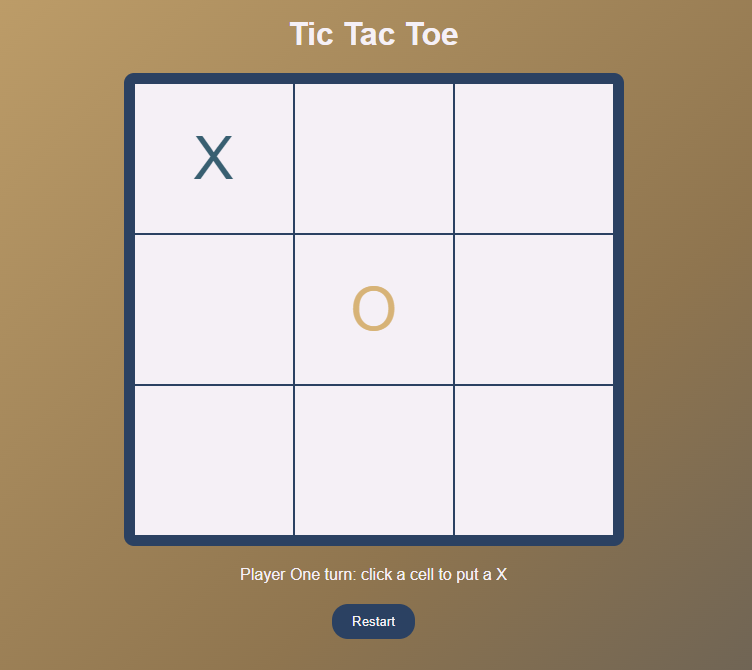 Tic Tac Toe
X
O
Player One turn: click a cell to put a X
Restart